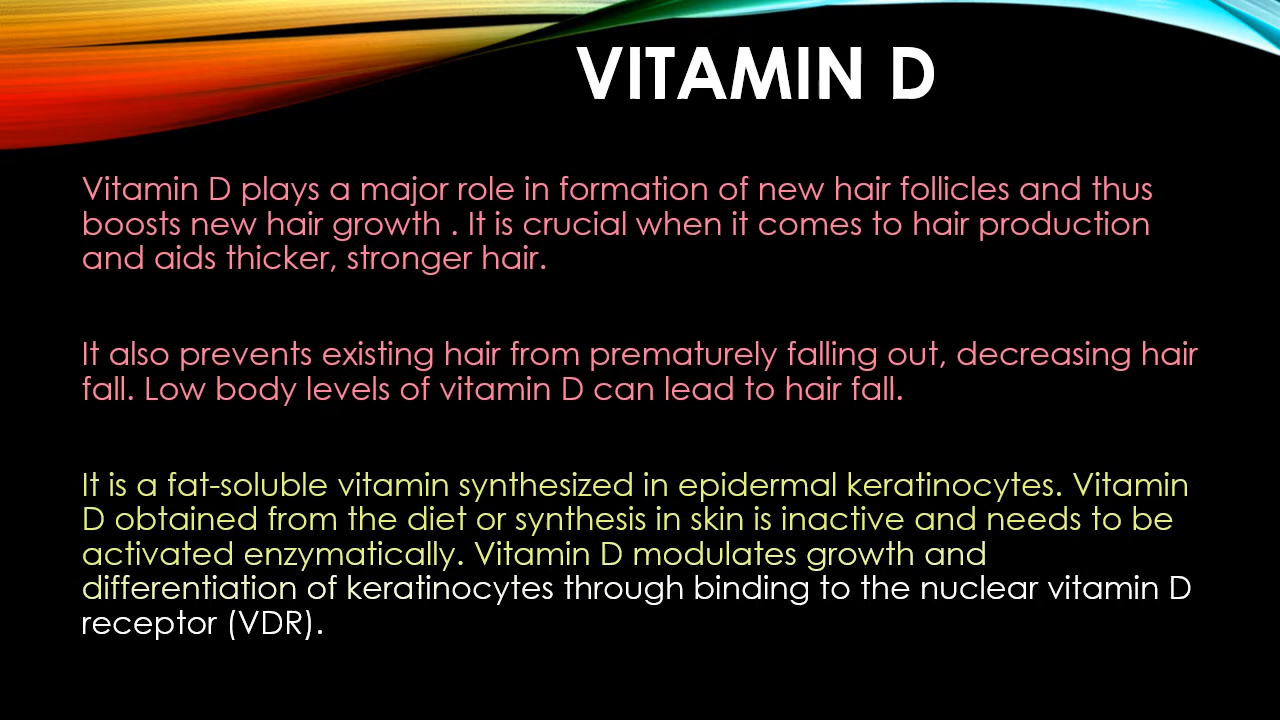 VITAMIN D
Vitamin D plays a major role in formation of new hair follicles and thus
boosts new hair growth . It is crucial when it comes to hair production
and aids thicker, stronger hair.
It also prevents existing hair from prematurely falling out, decreasing hair
fall. Low body levels of vitamin D can lead to hair fall.
It is a fat-soluble vitamin synthesized in epidermal keratinocytes. Vitamin
D obtained from the diet or synthesis in skin is inactive and needs to be
activated enzymatically. Vitamin D modulates growth and
differentiation of keratinocytes through binding to the nuclear vitamin D
receptor (VDR).